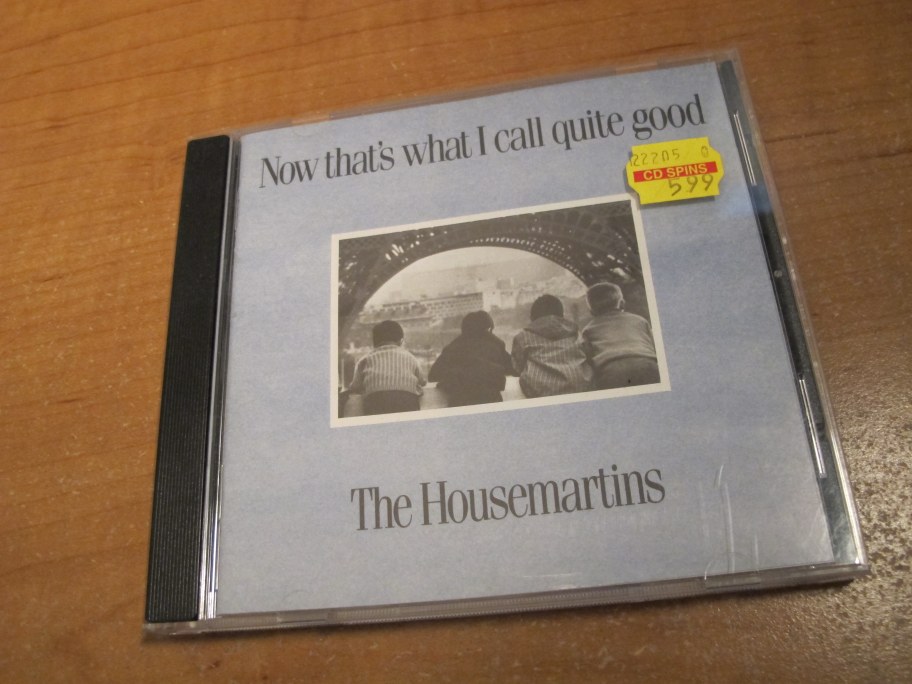 Now that's what I call quite good
22205 0
CD SPINS
5.99
The Housemartins